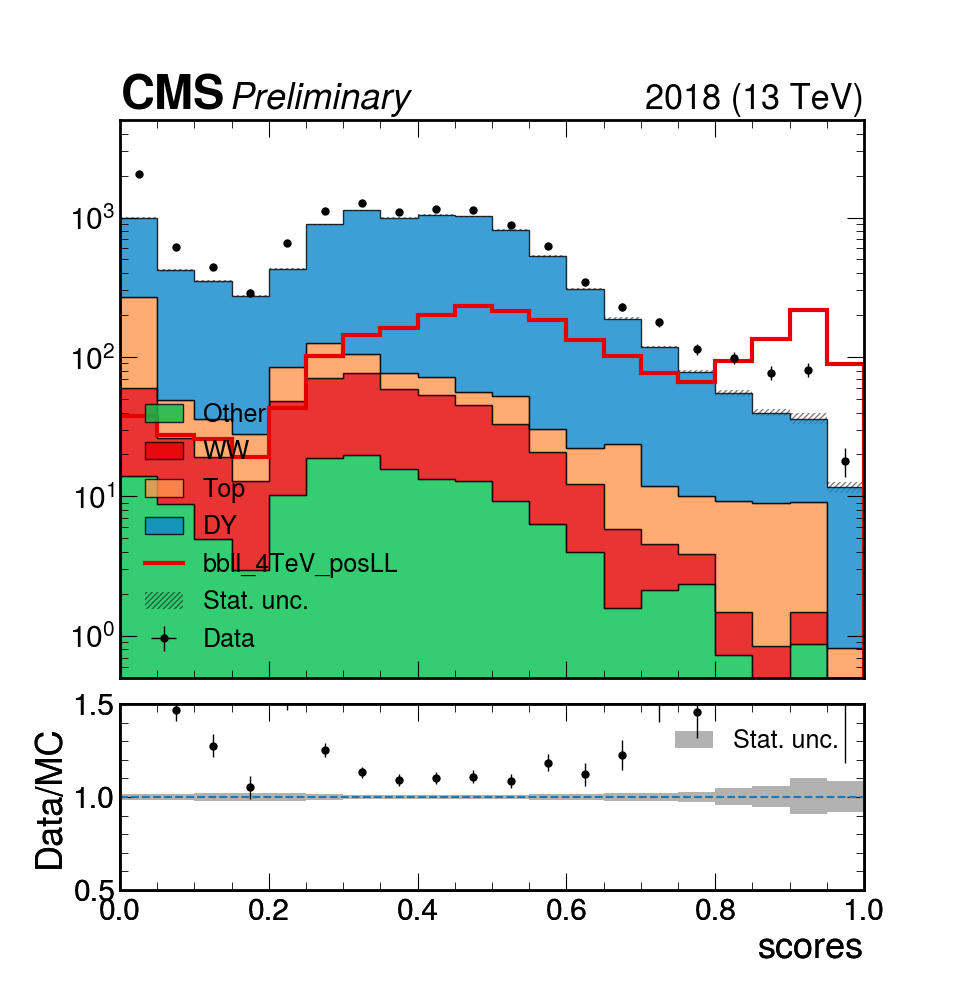 CMS Preliminary 2018 (13 TeV)
10³
10²
10¹
10⁰
Other
WW
Top
DY
bbll_4TeV_posLL
Stat. unc.
Data
Data/MC
1.5
1.0
0.5
Stat. unc.
0.0 0.2 0.4 0.6 0.8 1.0
scores